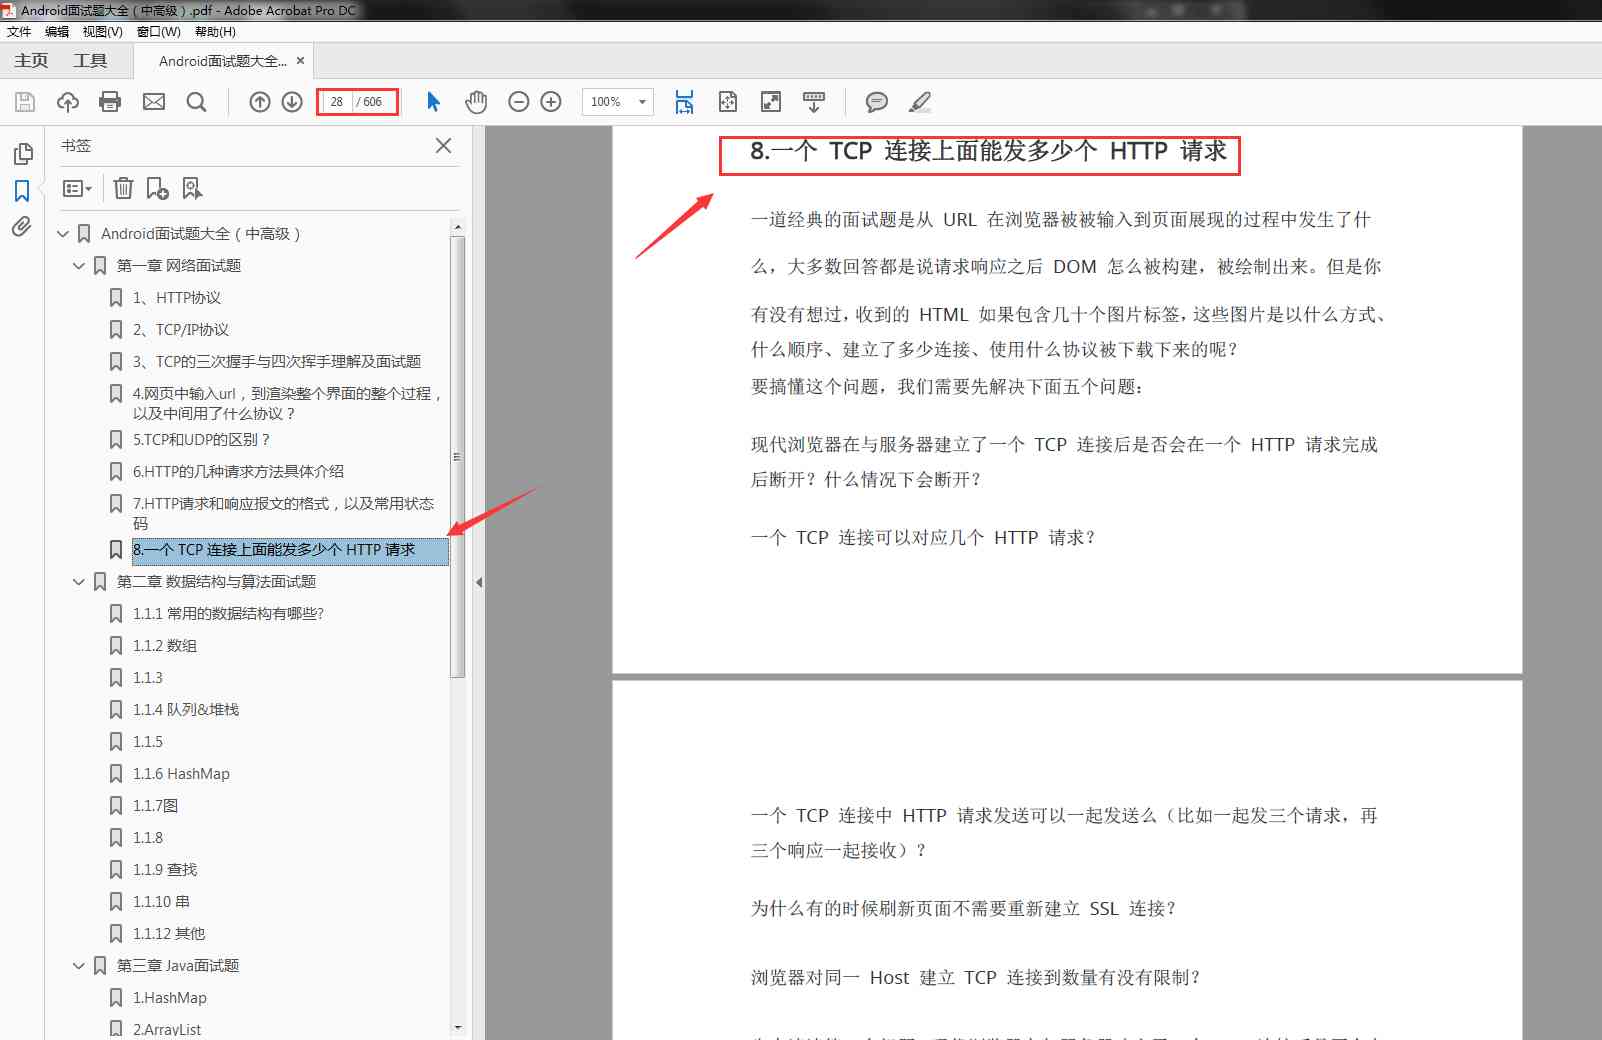 Android面试题大全（中高级）.pdf - Adobe Acrobat Pro DC
文件 编辑 视图(V) 窗口(W) 帮助(H)
主页 工具 Android面试题大全... ×
28 / 606 100%
书签
Android面试题大全（中高级）
第一章 网络面试题
1、HTTP协议
2、TCP/IP协议
3、TCP的三次握手与四次挥手理解及面试题
4.网页中输入url，到渲染整个界面的整个过程，
以及中间用了什么协议？
5.TCP和UDP的区别？
6.HTTP的几种请求方法具体介绍
7.HTTP请求和响应报文的格式，以及常用状态
码
8.一个 TCP 连接上面能发多少个 HTTP 请求
第二章 数据结构与算法面试题
1.1.1 常用的数据结构有哪些?
1.1.2 数组
1.1.3
1.1.4 队列&堆栈
1.1.5
1.1.6 HashMap
1.1.7图
1.1.8
1.1.9 查找
1.1.10 串
1.1.12 其他
第三章 Java面试题
1.HashMap
2.ArrayList
8.一个 TCP 连接上面能发多少个 HTTP 请求
一道经典的面试题是从 URL 在浏览器被被输入到页面展现的过程中发生了什
么，大多数回答都是说请求响应之后 DOM 怎么被构建，被绘制出来。但是你
有没有想过，收到的 HTML 如果包含几十个图片标签，这些图片是以什么方式、
什么顺序、建立了多少连接、使用什么协议被下载下来的呢？
要搞懂这个问题，我们需要先解决下面五个问题：
现代浏览器在与服务器建立了一个 TCP 连接后是否会在一个 HTTP 请求完成
后断开？什么情况下会断开？
一个 TCP 连接可以对应几个 HTTP 请求？
一个 TCP 连接中 HTTP 请求发送可以一起发送么（比如一起发三个请求，再
三个响应一起接收）？
为什么有的时候刷新页面不需要重新建立 SSL 连接？
浏览器对同一 Host 建立 TCP 连接到数量有没有限制？